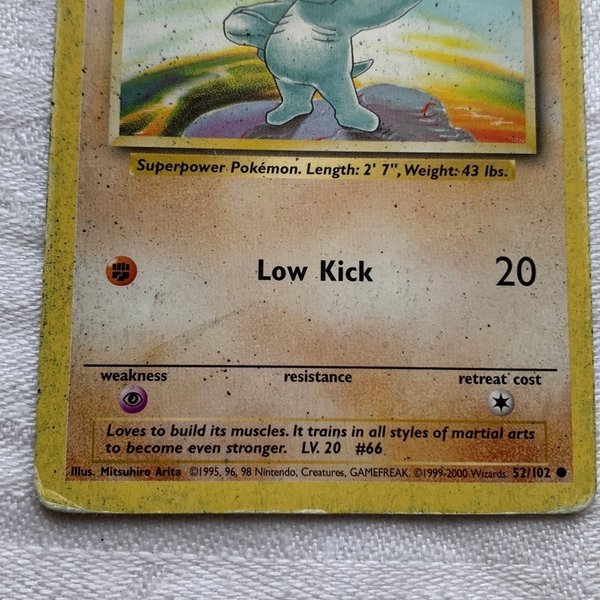 Superpower Pokémon. Length: 2' 7", Weight: 43 lbs.
Low Kick 20
weakness resistance retreat cost
Loves to build its muscles. It trains in all styles of martial arts
to become even stronger. LV. 20 #66
Illus. Mitsuhiro Arita ©1995, 96, 98 Nintendo, Creatures, GAMEFREAK. ©1999-2000 Wizards. 52/102